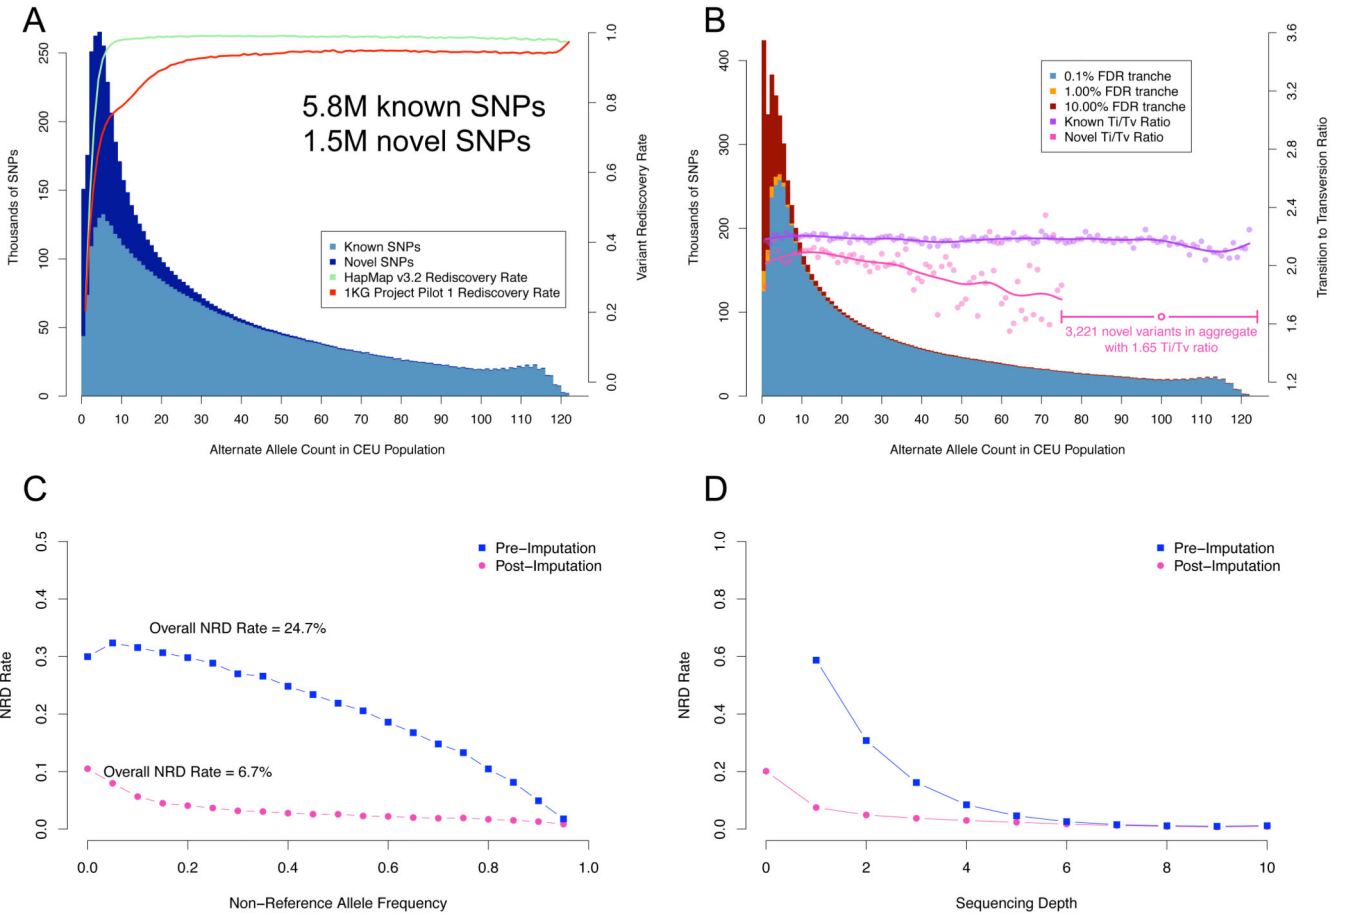 A
250
200
150
100
50
0
Thousands of SNPs
1.0
0.8
0.6
0.4
0.2
0.0
Variant Rediscovery Rate
5.8M known SNPs
1.5M novel SNPs
Known SNPs
Novel SNPs
HapMap v3.2 Rediscovery Rate
1KG Project Pilot 1 Rediscovery Rate
0 10 20 30 40 50 60 70 80 90 100 110 120
Alternate Allele Count in CEU Population
B
400
300
200
100
0
Thousands of SNPs
3.6
3.2
2.8
2.4
2.0
1.6
1.2
Transition to Transversion Ratio
0.1% FDR tranche
1.00% FDR tranche
10.00% FDR tranche
Known Ti/Tv Ratio
Novel Ti/Tv Ratio
3,221 novel variants in aggregate
with 1.65 Ti/Tv ratio
0 10 20 30 40 50 60 70 80 90 100 110 120
Alternate Allele Count in CEU Population
C
0.5
0.4
0.3
0.2
0.1
0.0
NRD Rate
Pre−Imputation
Post−Imputation
Overall NRD Rate = 24.7%
Overall NRD Rate = 6.7%
0.0 0.2 0.4 0.6 0.8 1.0
Non−Reference Allele Frequency
D
1.0
0.8
0.6
0.4
0.2
0.0
NRD Rate
Pre−Imputation
Post−Imputation
0 2 4 6 8 10
Sequencing Depth